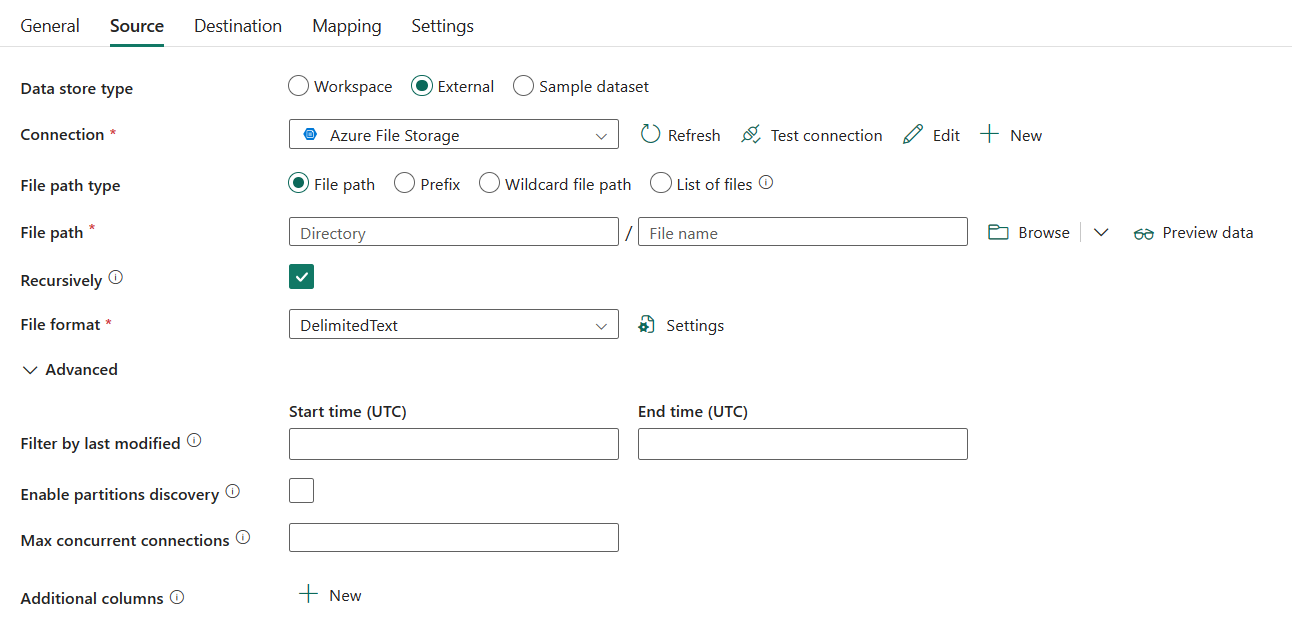 General Source Destination Mapping Settings
Data store type Workspace External Sample dataset
Connection * Azure File Storage Refresh Test connection Edit New
File path type File path Prefix Wildcard file path List of files
File path * Directory / File name Browse Preview data
Recursively
File format * DelimitedText Settings
Advanced
Start time (UTC) End time (UTC)
Filter by last modified
Enable partitions discovery
Max concurrent connections
Additional columns New